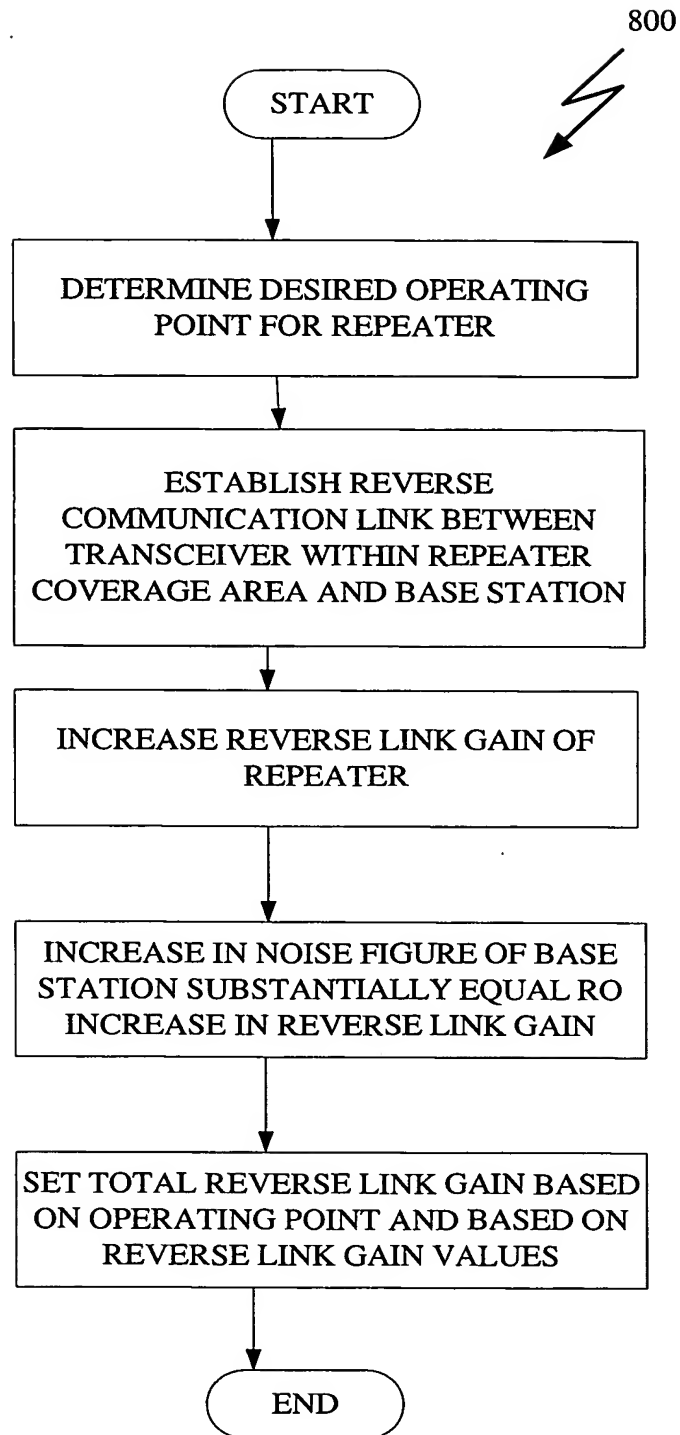 800
START
DETERMINE DESIRED OPERATING
POINT FOR REPEATER
ESTABLISH REVERSE
COMMUNICATION LINK BETWEEN
TRANSCEIVER WITHIN REPEATER
COVERAGE AREA AND BASE STATION
INCREASE REVERSE LINK GAIN OF
REPEATER
INCREASE IN NOISE FIGURE OF BASE
STATION SUBSTANTIALLY EQUAL RO
INCREASE IN REVERSE LINK GAIN
SET TOTAL REVERSE LINK GAIN BASED
ON OPERATING POINT AND BASED ON
REVERSE LINK GAIN VALUES
END